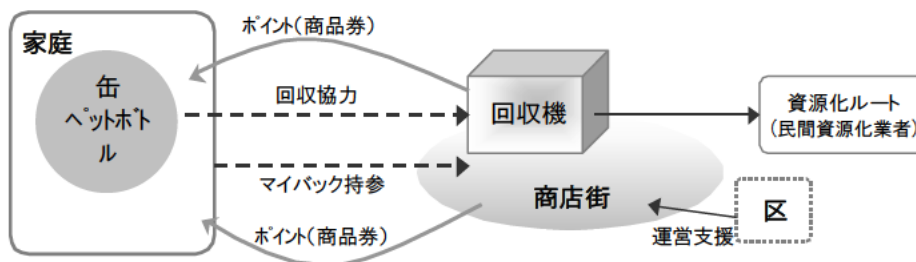 家庭
缶
ペットボト
ル
ポイント(商品券)
回収協力
マイバック持参
ポイント(商品券)
回収機
商店街
資源化ルート
(民間資源化業者)
区
運営支援